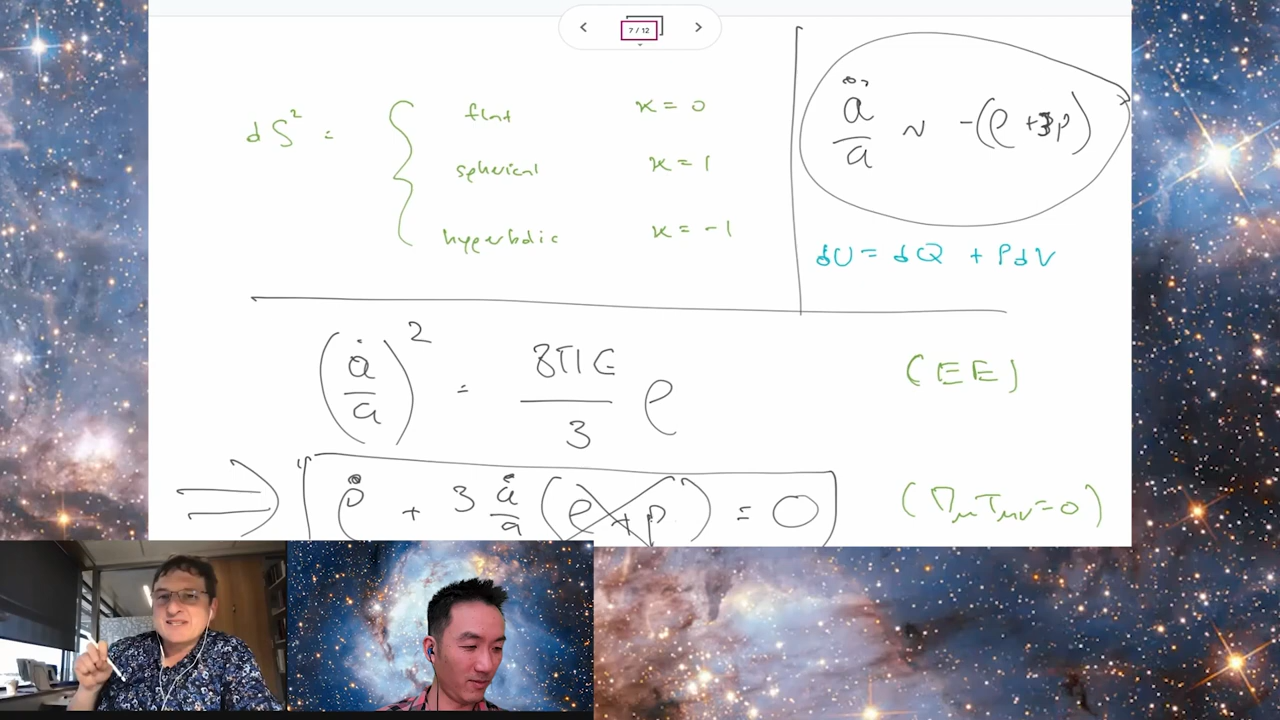 7 / 12
dS² = { flat κ = 0
spherical κ = 1
hyperbolic κ = -1
ä/a ~ -(ρ + 3p)
dU = dQ + PdV
(ȧ/a)² = 8πG/3 ρ (EE)
⟹ ρ̇ + 3 ȧ/a (ρ + p) = 0 (∇μTμν=0)